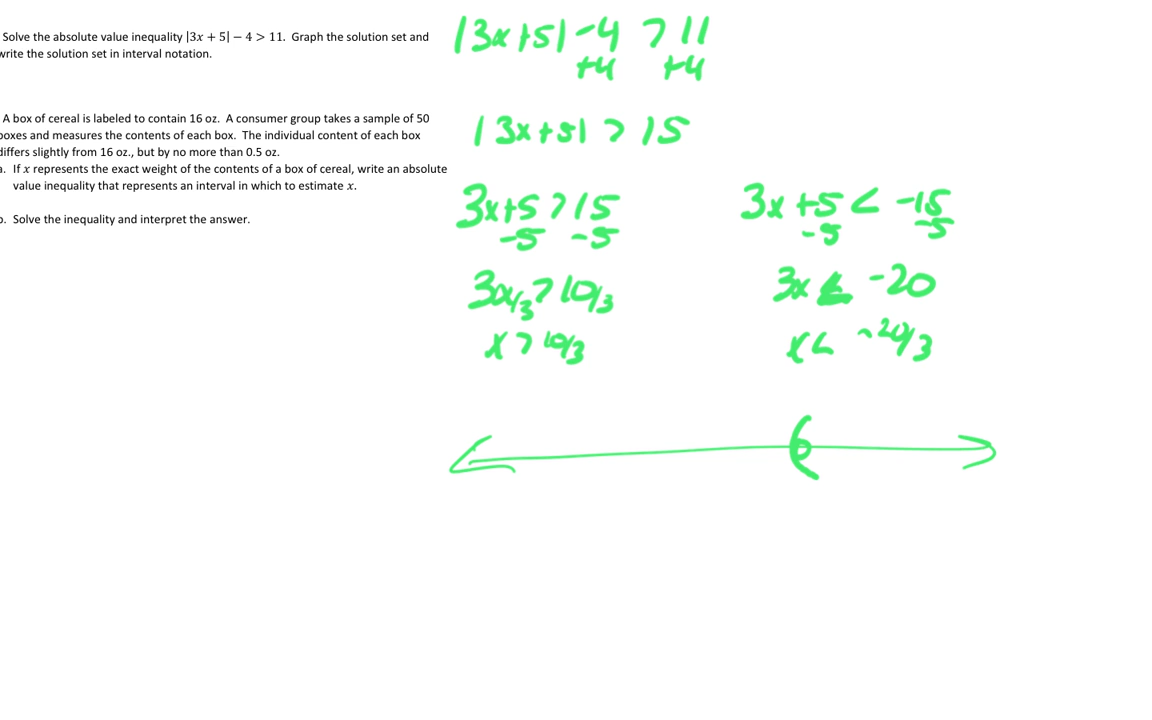 Solve the absolute value inequality |3x + 5| − 4 > 11. Graph the solution set and
write the solution set in interval notation.
A box of cereal is labeled to contain 16 oz. A consumer group takes a sample of 50
boxes and measures the contents of each box. The individual content of each box
differs slightly from 16 oz., but by no more than 0.5 oz.
a. If x represents the exact weight of the contents of a box of cereal, write an absolute
value inequality that represents an interval in which to estimate x.
b. Solve the inequality and interpret the answer.
|3x+5|-4 > 11
+4 +4
|3x+5| > 15
3x+5 > 15
-5 -5
3x/3 > 10/3
x > 10/3
3x+5 < -15
-5 -5
3x < -20
x < -20/3